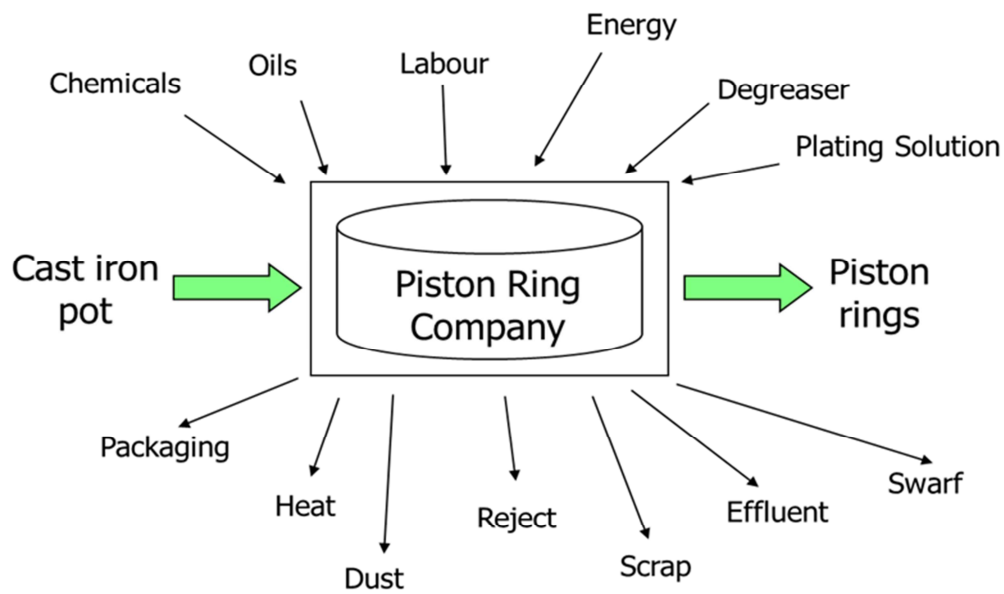 Energy
Oils
Labour
Chemicals
Degreaser
Plating Solution
Cast iron
pot
Piston Ring
Company
Piston
rings
Packaging
Heat
Reject
Effluent
Swarf
Dust
Scrap